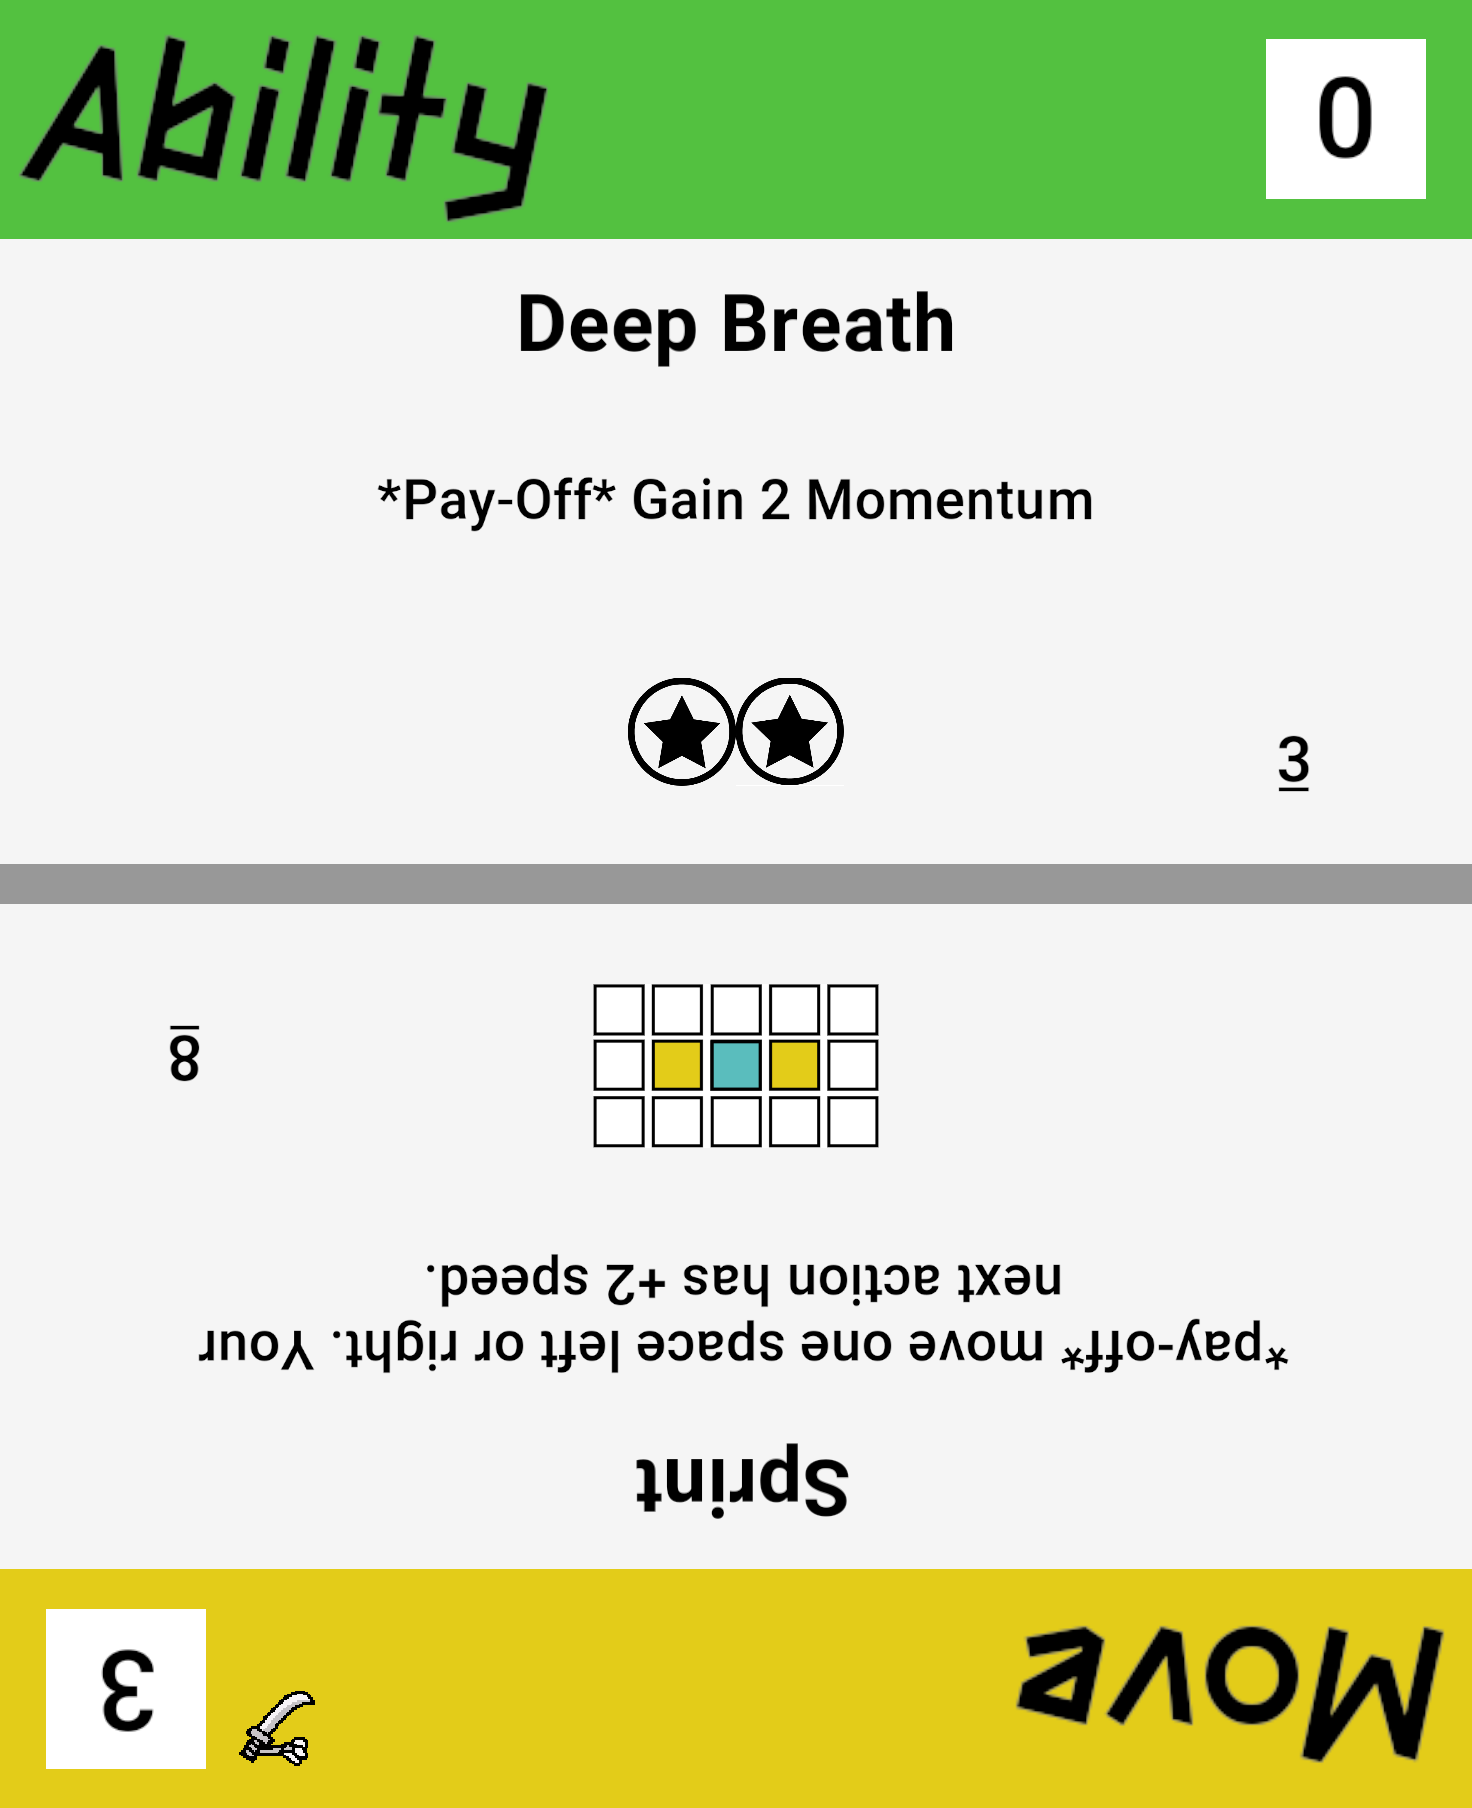 Ability
0
Deep Breath
*Pay-Off* Gain 2 Momentum
3
Move
3
Sprint
*pay-off* move one space left or right. Your
next action has +2 speed.
8